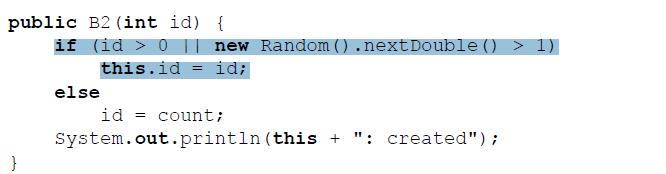 public B2(int id) {
    if (id > 0 || new Random().nextDouble() > 1)
        this.id = id;
    else
        id = count;
    System.out.println(this + ": created");
}